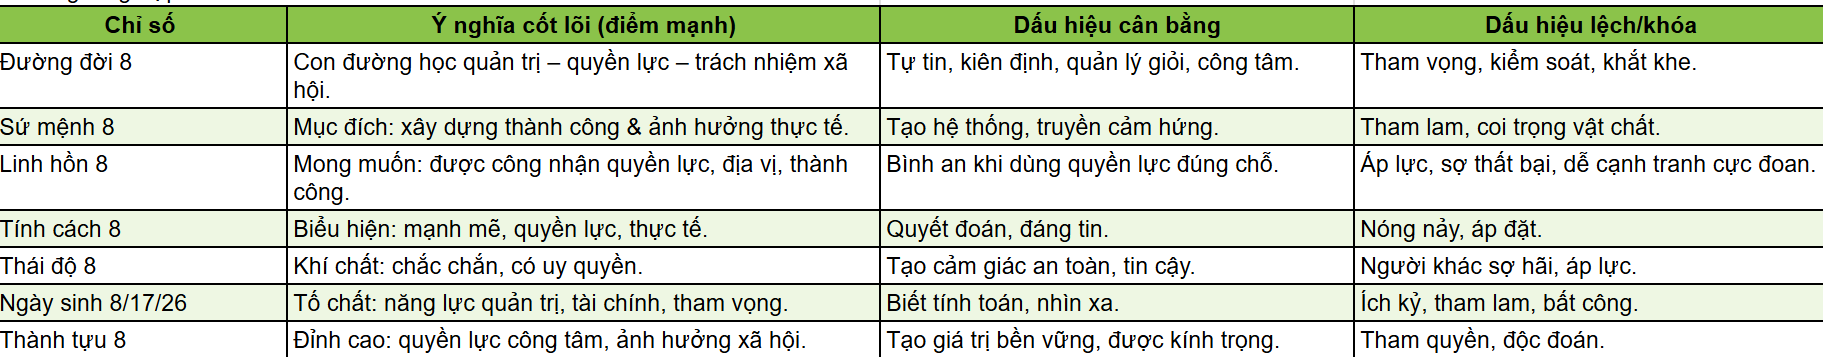 Chỉ số | Ý nghĩa cốt lõi (điểm mạnh) | Dấu hiệu cân bằng | Dấu hiệu lệch/khóa
Đường đời 8 | Con đường học quản trị – quyền lực – trách nhiệm xã hội. | Tự tin, kiên định, quản lý giỏi, công tâm. | Tham vọng, kiểm soát, khắt khe.
Sứ mệnh 8 | Mục đích: xây dựng thành công & ảnh hưởng thực tế. | Tạo hệ thống, truyền cảm hứng. | Tham lam, coi trọng vật chất.
Linh hồn 8 | Mong muốn: được công nhận quyền lực, địa vị, thành công. | Bình an khi dùng quyền lực đúng chỗ. | Áp lực, sợ thất bại, dễ cạnh tranh cực đoan.
Tính cách 8 | Biểu hiện: mạnh mẽ, quyền lực, thực tế. | Quyết đoán, đáng tin. | Nóng nảy, áp đặt.
Thái độ 8 | Khí chất: chắc chắn, có uy quyền. | Tạo cảm giác an toàn, tin cậy. | Người khác sợ hãi, áp lực.
Ngày sinh 8/17/26 | Tố chất: năng lực quản trị, tài chính, tham vọng. | Biết tính toán, nhìn xa. | Ích kỷ, tham lam, bất công.
Thành tựu 8 | Đỉnh cao: quyền lực công tâm, ảnh hưởng xã hội. | Tạo giá trị bền vững, được kính trọng. | Tham quyền, độc đoán.